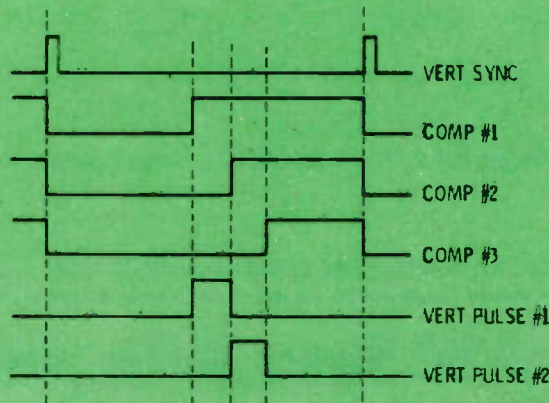 VERT SYNC
COMP #1
COMP #2
COMP #3
VERT PULSE #1
VERT PULSE #2